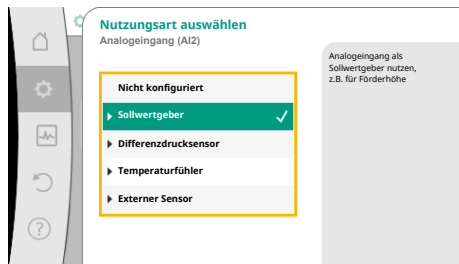 Nutzungsart auswählen
Analogeingang (AI2)
Nicht konfiguriert
Sollwertgeber
Differenzdrucksensor
Temperaturfühler
Externer Sensor
Analogeingang als
Sollwertgeber nutzen,
z.B. für Förderhöhe
?